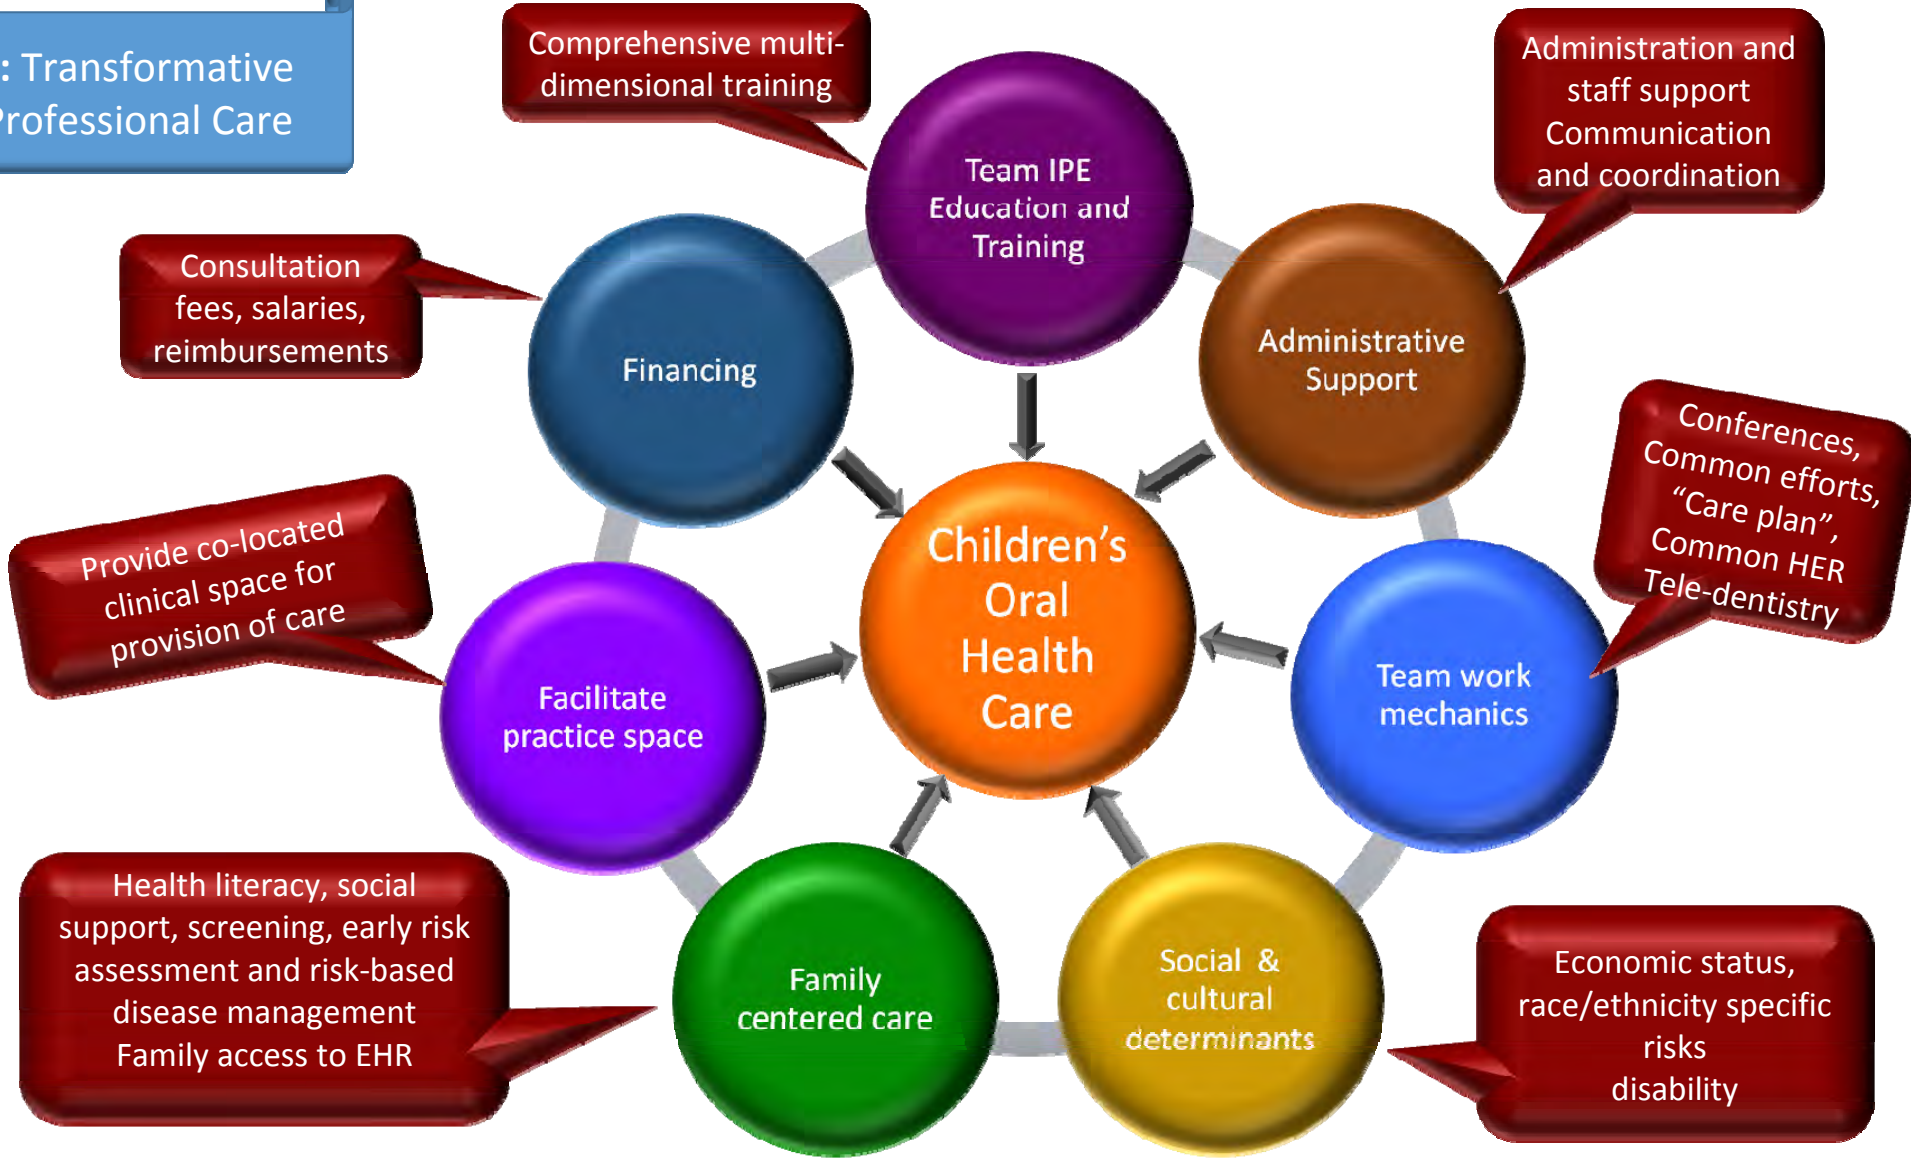 : Transformative
Professional Care
Comprehensive multi-
dimensional training
Administration and
staff support
Communication
and coordination
Team IPE
Education and
Training
Consultation
fees, salaries,
reimbursements
Financing
Administrative
Support
Conferences,
Common efforts,
“Care plan”,
Common HER
Tele-dentistry
Provide co-located
clinical space for
provision of care
Children’s
Oral
Health
Care
Facilitate
practice space
Team work
mechanics
Health literacy, social
support, screening, early risk
assessment and risk-based
disease management
Family access to EHR
Family
centered care
Social &
cultural
determinants
Economic status,
race/ethnicity specific
risks
disability